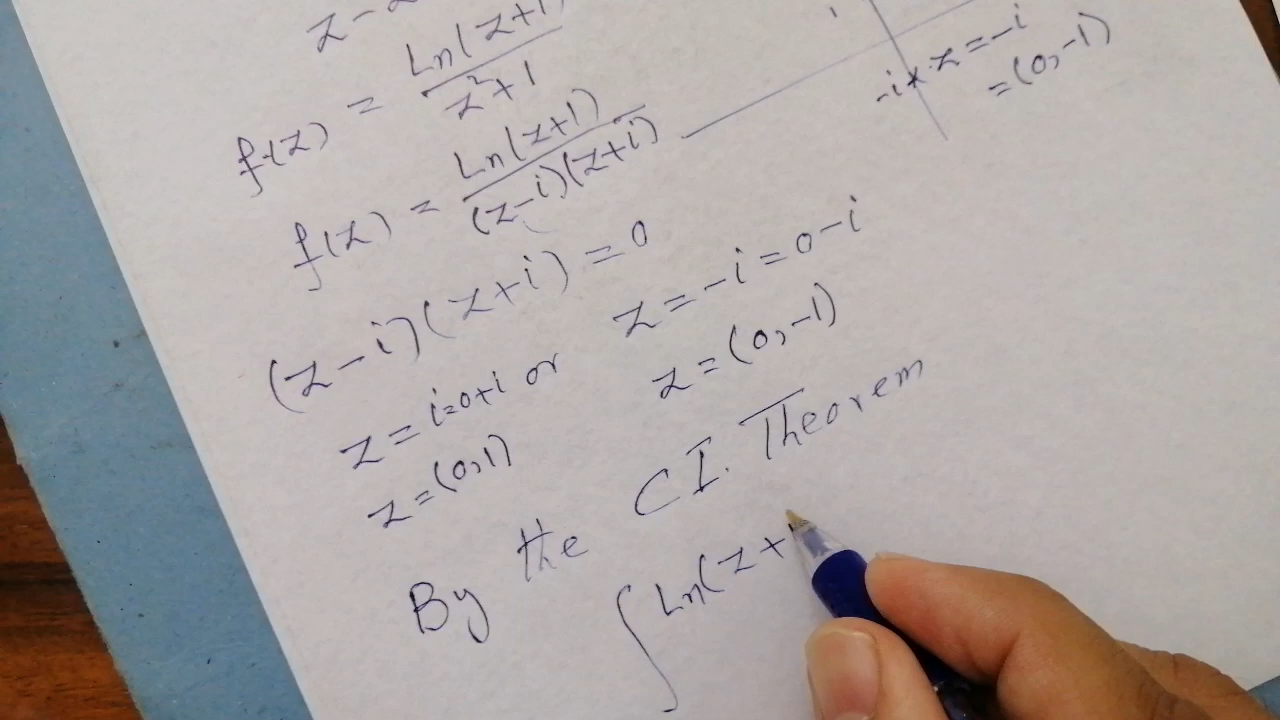 f(z) = Ln(z+1) / z²+1
f(z) = Ln(z+1) / (z-i)(z+i)
(z-i)(z+i) = 0
z = i=0+i or z = -i = 0-i
z = (0,1) z = (0,-1)
By the C I. Theorem
∫ Ln(z+
-i × z = -i
= (0,-1)